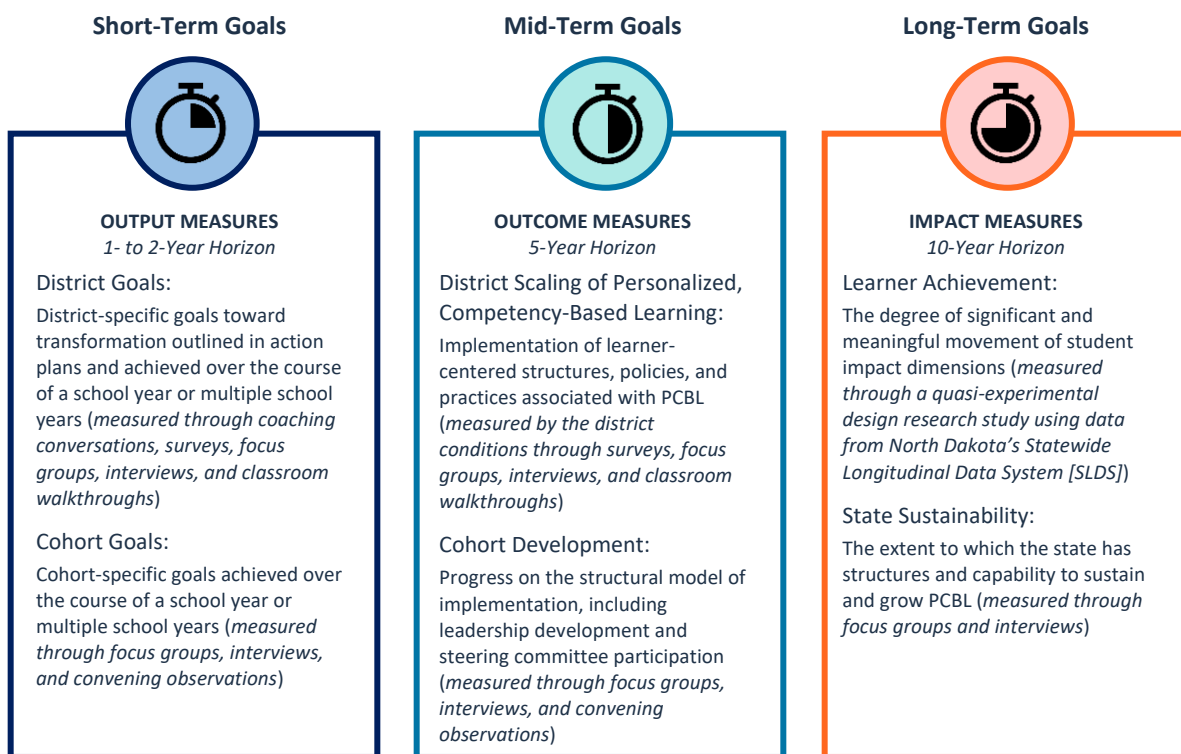 Short-Term Goals
OUTPUT MEASURES
1- to 2-Year Horizon
District Goals:
District-specific goals toward
transformation outlined in action
plans and achieved over the course
of a school year or multiple school
years (measured through coaching
conversations, surveys, focus
groups, interviews, and classroom
walkthroughs)
Cohort Goals:
Cohort-specific goals achieved over
the course of a school year or
multiple school years (measured
through focus groups, interviews,
and convening observations)
Mid-Term Goals
OUTCOME MEASURES
5-Year Horizon
District Scaling of Personalized,
Competency-Based Learning:
Implementation of learner-
centered structures, policies, and
practices associated with PCBL
(measured by the district
conditions through surveys, focus
groups, interviews, and classroom
walkthroughs)
Cohort Development:
Progress on the structural model of
implementation, including
leadership development and
steering committee participation
(measured through focus groups,
interviews, and convening
observations)
Long-Term Goals
IMPACT MEASURES
10-Year Horizon
Learner Achievement:
The degree of significant and
meaningful movement of student
impact dimensions (measured
through a quasi-experimental
design research study using data
from North Dakota’s Statewide
Longitudinal Data System [SLDS])
State Sustainability:
The extent to which the state has
structures and capability to sustain
and grow PCBL (measured through
focus groups and interviews)